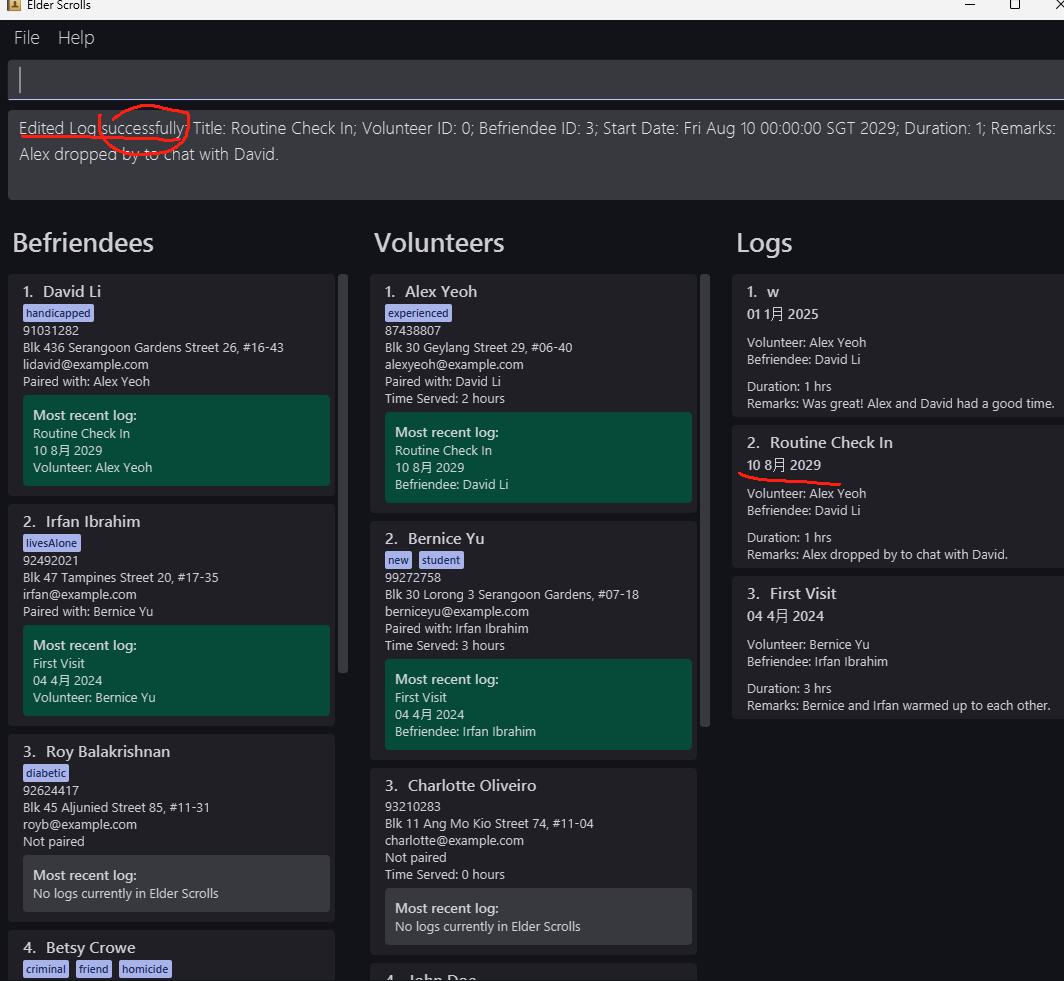 Elder Scrolls
File Help
Edited Log successfully: Title: Routine Check In; Volunteer ID: 0; Befriendee ID: 3; Start Date: Fri Aug 10 00:00:00 SGT 2029; Duration: 1; Remarks:
Alex dropped by to chat with David.
Befriendees
1. David Li
handicapped
91031282
Blk 436 Serangoon Gardens Street 26, #16-43
lidavid@example.com
Paired with: Alex Yeoh
Most recent log:
Routine Check In
10 8月 2029
Volunteer: Alex Yeoh
2. Irfan Ibrahim
livesAlone
92492021
Blk 47 Tampines Street 20, #17-35
irfan@example.com
Paired with: Bernice Yu
Most recent log:
First Visit
04 4月 2024
Volunteer: Bernice Yu
3. Roy Balakrishnan
diabetic
92624417
Blk 45 Aljunied Street 85, #11-31
royb@example.com
Not paired
Most recent log:
No logs currently in Elder Scrolls
4. Betsy Crowe
criminal friend homicide
Volunteers
1. Alex Yeoh
experienced
87438807
Blk 30 Geylang Street 29, #06-40
alexyeoh@example.com
Paired with: David Li
Time Served: 2 hours
Most recent log:
Routine Check In
10 8月 2029
Befriendee: David Li
2. Bernice Yu
new student
99272758
Blk 30 Lorong 3 Serangoon Gardens, #07-18
berniceyu@example.com
Paired with: Irfan Ibrahim
Time Served: 3 hours
Most recent log:
First Visit
04 4月 2024
Befriendee: Irfan Ibrahim
3. Charlotte Oliveiro
93210283
Blk 11 Ang Mo Kio Street 74, #11-04
charlotte@example.com
Not paired
Time Served: 0 hours
Most recent log:
No logs currently in Elder Scrolls
4. John Doe
Logs
1. w
01 1月 2025
Volunteer: Alex Yeoh
Befriendee: David Li
Duration: 1 hrs
Remarks: Was great! Alex and David had a good time.
2. Routine Check In
10 8月 2029
Volunteer: Alex Yeoh
Befriendee: David Li
Duration: 1 hrs
Remarks: Alex dropped by to chat with David.
3. First Visit
04 4月 2024
Volunteer: Bernice Yu
Befriendee: Irfan Ibrahim
Duration: 3 hrs
Remarks: Bernice and Irfan warmed up to each other.